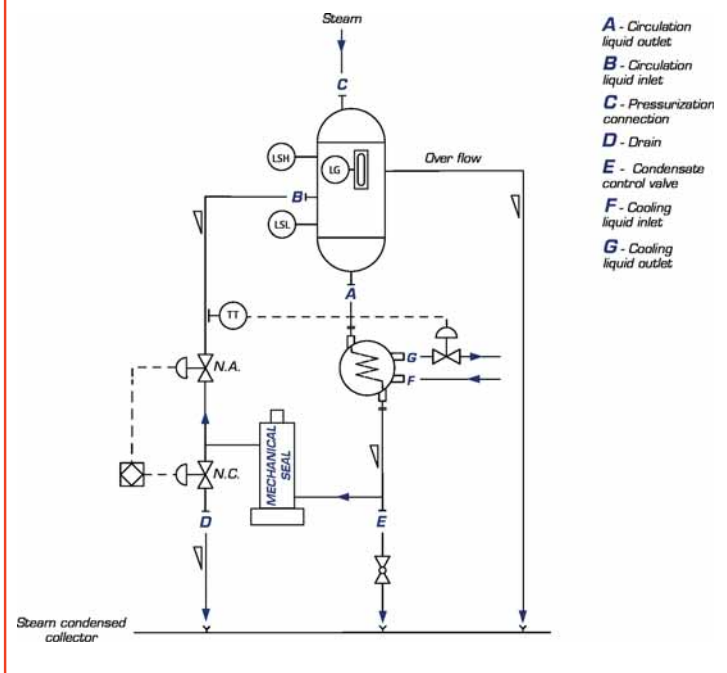 Steam
C
LSH
LG
Over flow
B
LSL
A
TT
G
F
N.A.
MECHANICAL
SEAL
N.C.
D
E
Steam condensed
collector
A - Circulation
liquid outlet
B - Circulation
liquid inlet
C - Pressurization
connection
D - Drain
E - Condensate
control valve
F - Cooling
liquid inlet
G - Cooling
liquid outlet